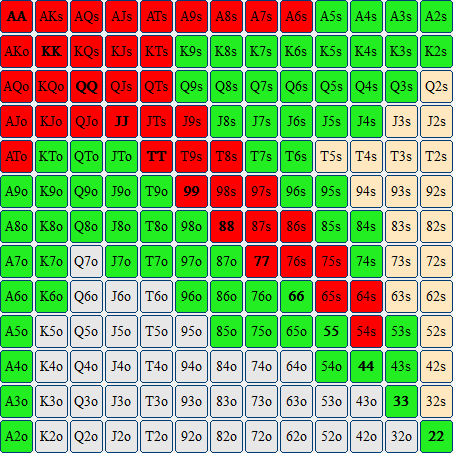 AA AKs AQs AJs ATs A9s A8s A7s A6s A5s A4s A3s A2s
AKo KK KQs KJs KTs K9s K8s K7s K6s K5s K4s K3s K2s
AQo KQo QQ QJs QTs Q9s Q8s Q7s Q6s Q5s Q4s Q3s Q2s
AJo KJo QJo JJ JTs J9s J8s J7s J6s J5s J4s J3s J2s
ATo KTo QTo JTo TT T9s T8s T7s T6s T5s T4s T3s T2s
A9o K9o Q9o J9o T9o 99 98s 97s 96s 95s 94s 93s 92s
A8o K8o Q8o J8o T8o 98o 88 87s 86s 85s 84s 83s 82s
A7o K7o Q7o J7o T7o 97o 87o 77 76s 75s 74s 73s 72s
A6o K6o Q6o J6o T6o 96o 86o 76o 66 65s 64s 63s 62s
A5o K5o Q5o J5o T5o 95o 85o 75o 65o 55 54s 53s 52s
A4o K4o Q4o J4o T4o 94o 84o 74o 64o 54o 44 43s 42s
A3o K3o Q3o J3o T3o 93o 83o 73o 63o 53o 43o 33 32s
A2o K2o Q2o J2o T2o 92o 82o 72o 62o 52o 42o 32o 22